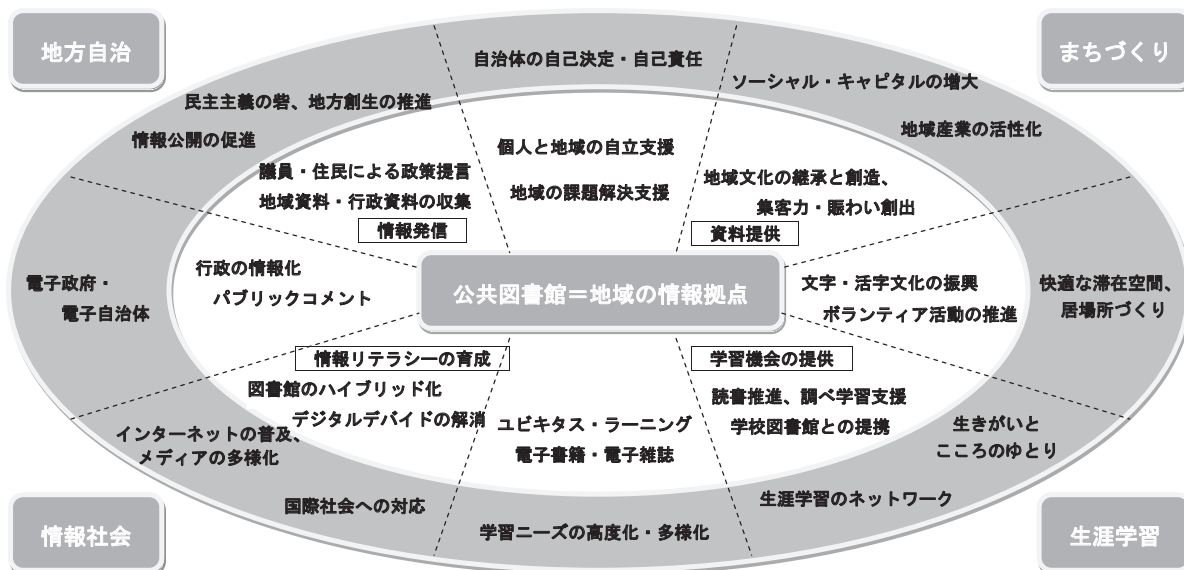 地方自治
まちづくり
自治体の自己決定・自己責任
ソーシャル・キャピタルの増大
民主主義の砦、地方創生の推進
地域産業の活性化
情報公開の促進
個人と地域の自立支援
議員・住民による政策提言
地域文化の継承と創造、
地域の課題解決支援
地域資料・行政資料の収集
集客力・賑わい創出
情報発信
資料提供
行政の情報化
パブリックコメント
電子政府・
電子自治体
公共図書館＝地域の情報拠点
文字・活字文化の振興
ボランティア活動の推進
快適な滞在空間、
居場所づくり
情報リテラシーの育成
学習機会の提供
図書館のハイブリッド化
デジタルデバイドの解消
読書推進、調べ学習支援
学校図書館との提携
ユビキタス・ラーニング
電子書籍・電子雑誌
インターネットの普及、
メディアの多様化
生きがいと
こころのゆとり
国際社会への対応
生涯学習のネットワーク
学習ニーズの高度化・多様化
情報社会
生涯学習